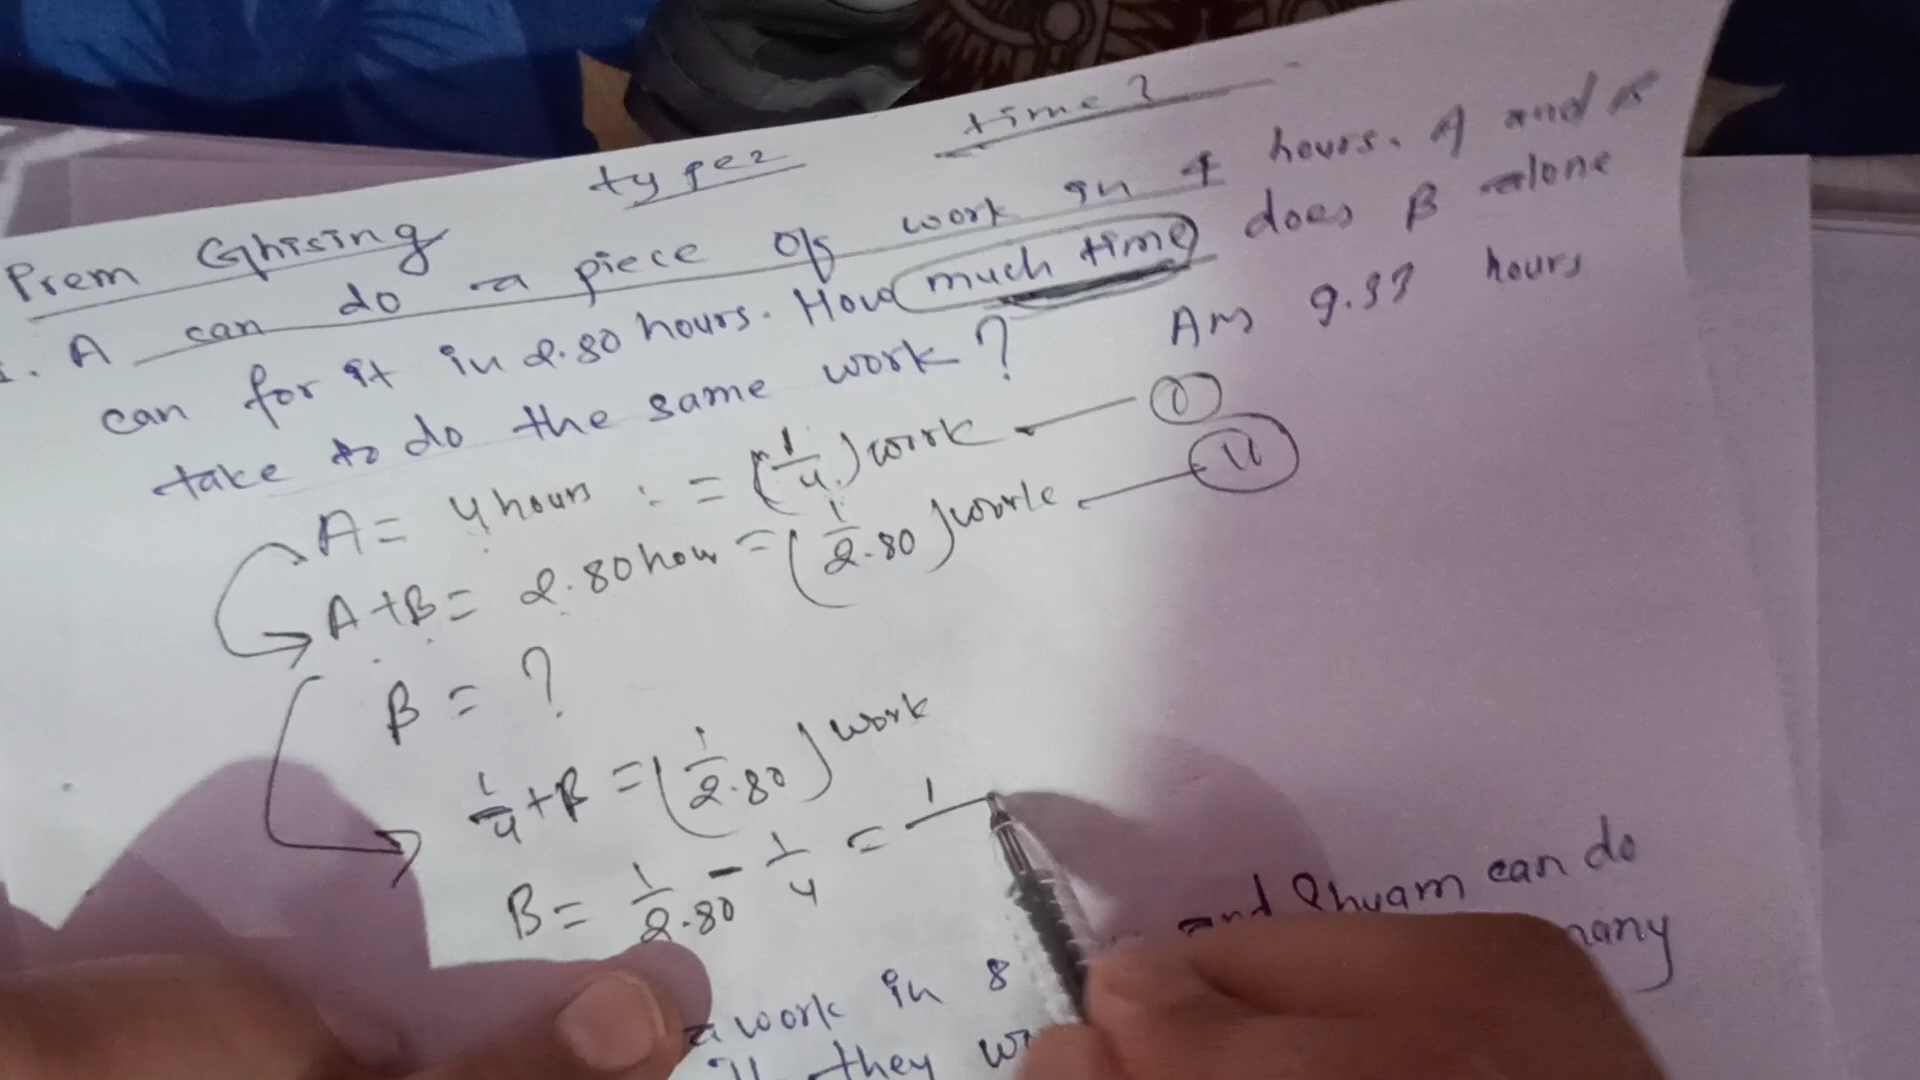 type2 time?
Prem Ghising
1. A can do a piece of work in 4 hours. A and B
can for it in 2.80 hours. How much time does B alone
take to do the same work? Ans 9.33 hours
A = 4 hours : = (1/4) work — (i)
A+B = 2.80 hour = (1/2.80) work — (ii)
B = ?
1/4 + B = (1/2.80) work
B = 1/2.80 - 1/4 = 1/
and Shyam can do
a work in 8 many
they